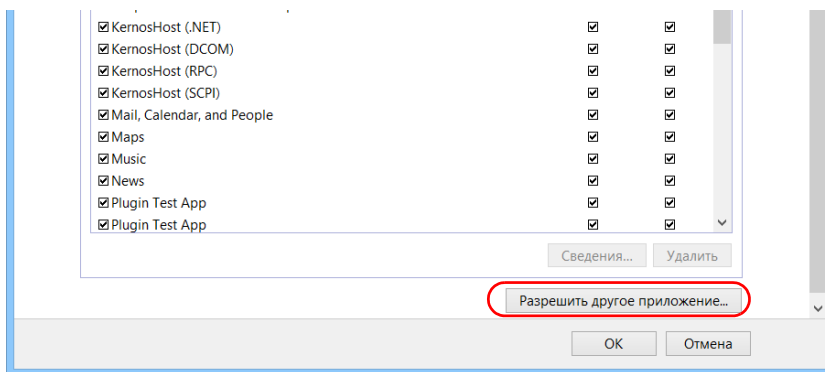 KernosHost (.NET)
KernosHost (DCOM)
KernosHost (RPC)
KernosHost (SCPI)
Mail, Calendar, and People
Maps
Music
News
Plugin Test App
Plugin Test App
Сведения... Удалить
Разрешить другое приложение...
OK Отмена